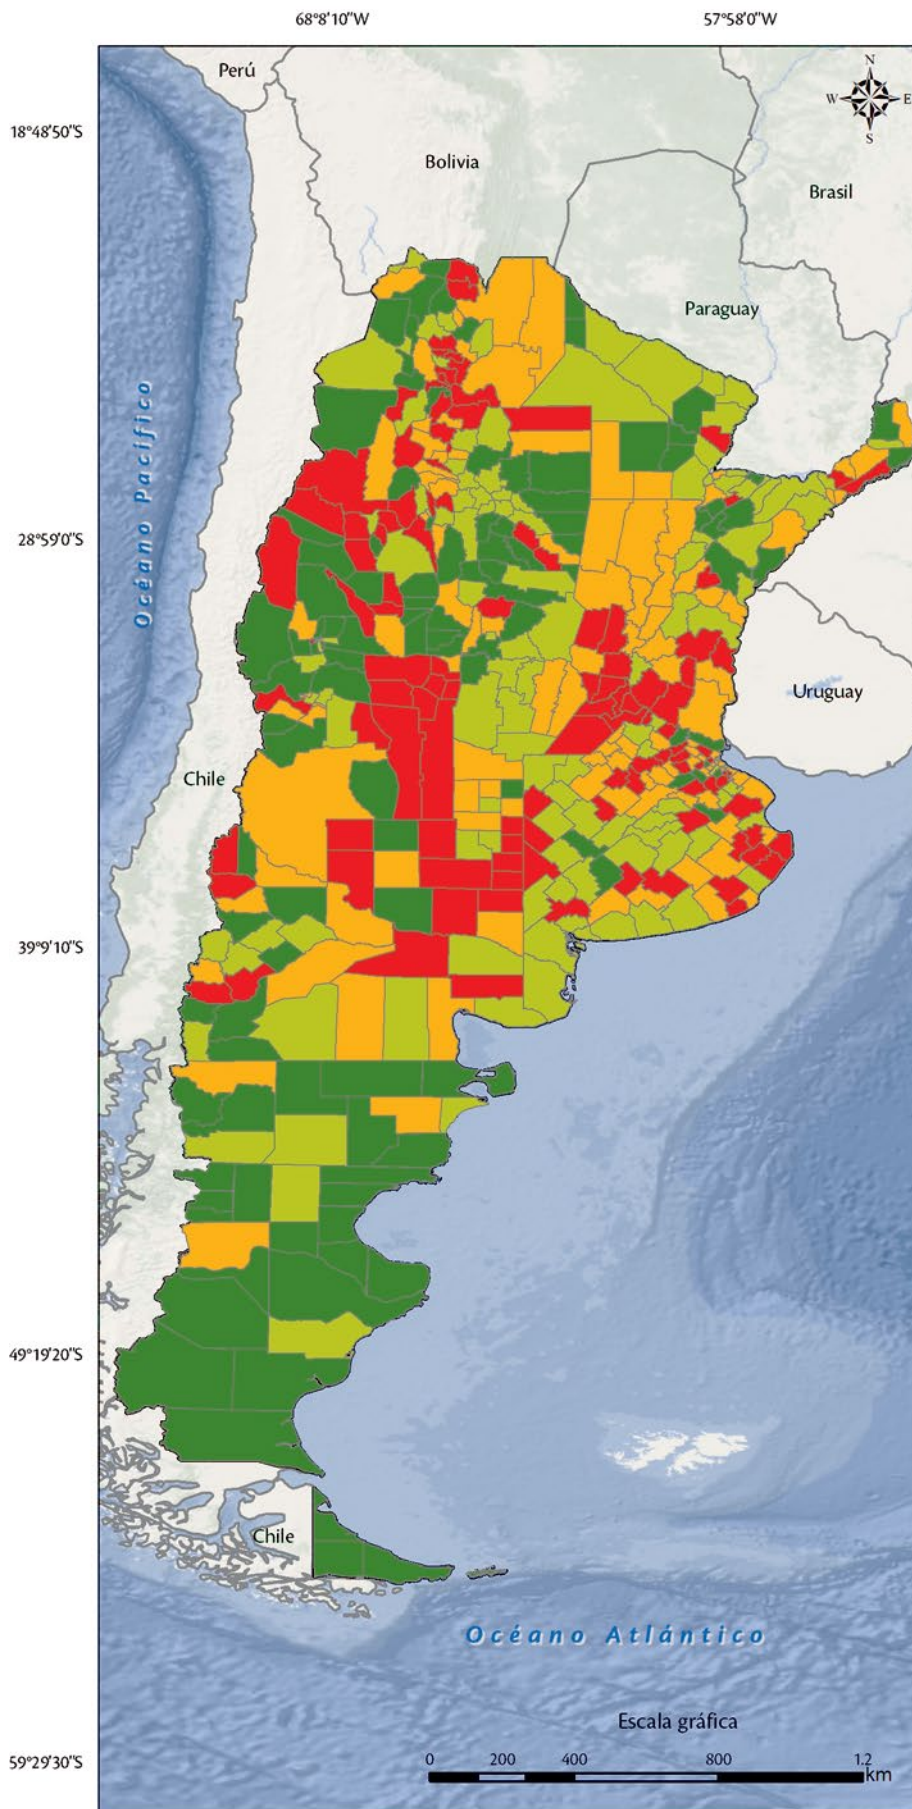 68°8'10"W
57°58'0"W
Perú
N
W
E
S
18°48'50"S
Bolivia
Brasil
Paraguay
Océano Pacífico
28°59'0"S
Uruguay
Chile
39°9'10"S
49°19'20"S
Chile
Océano Atlántico
Escala gráfica
59°29'30"S
0 200 400 800 1.2
km